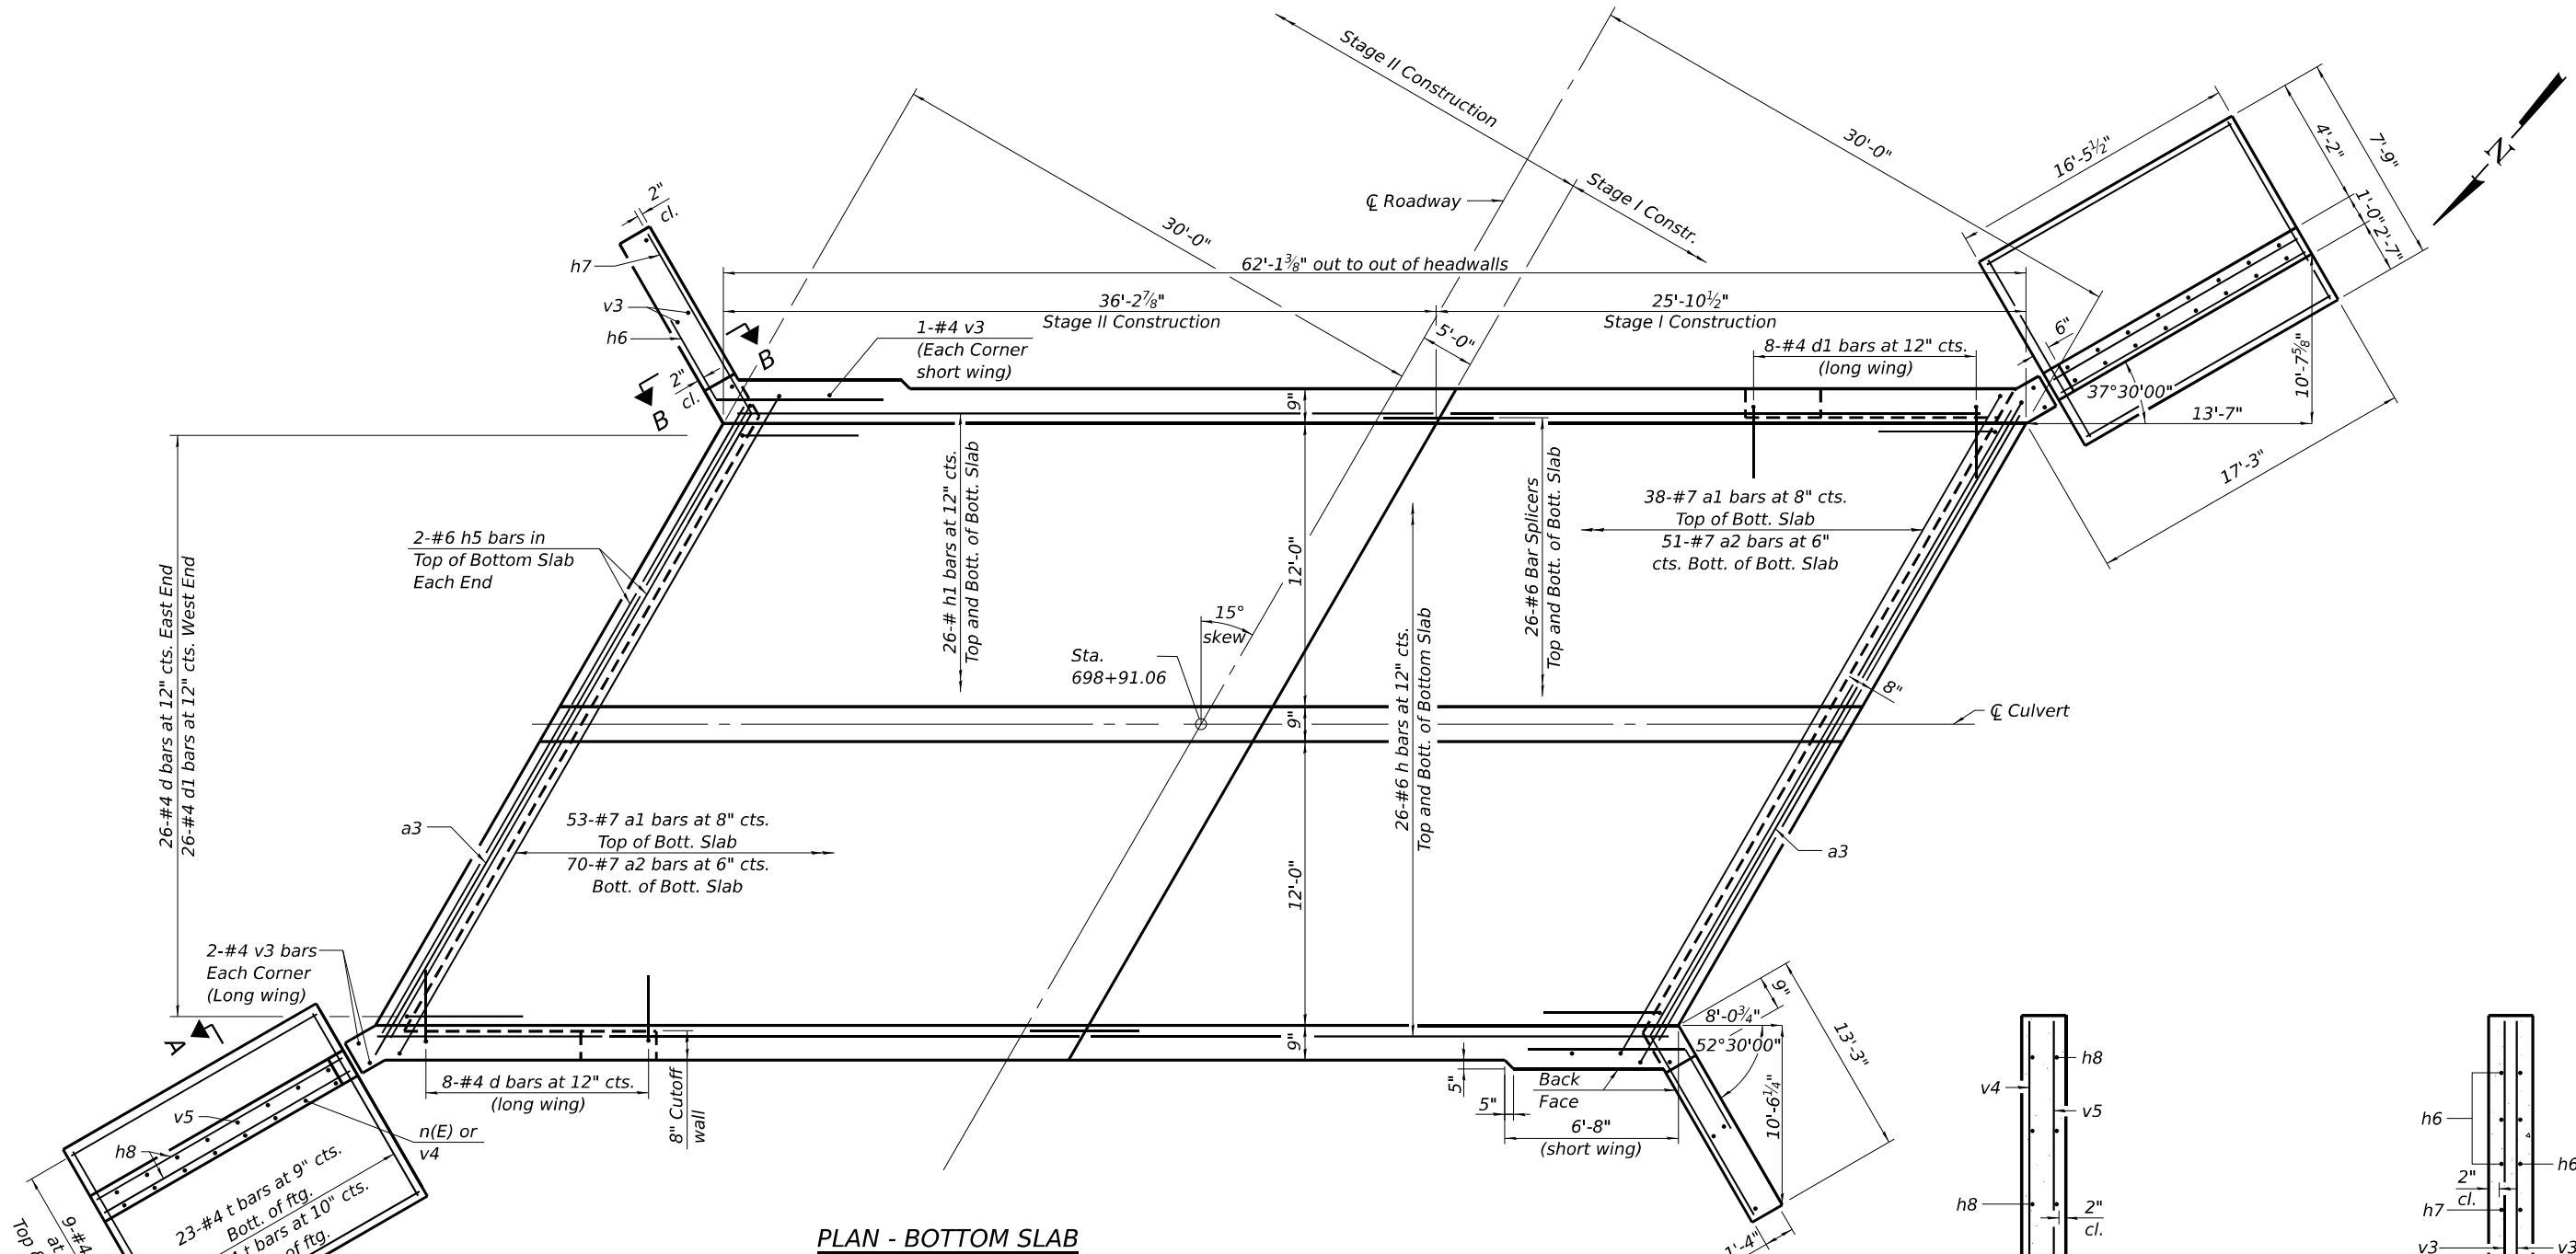 Stage II Construction
Stage I Constr.
℄ Roadway
30'-0"
30'-0"
16'-5½"
4'-2"
7'-9"
1'-0"
2'-7"
N
2"
cl.
h7
v3
h6
2"
cl.
B
B
62'-1⅜" out to out of headwalls
36'-2⅞"
Stage II Construction
25'-10½"
Stage I Construction
5'-0"
1-#4 v3
(Each Corner
short wing)
8-#4 d1 bars at 12" cts.
(long wing)
6"
37°30'00"
10'-7⅝"
13'-7"
17'-3"
9"
12'-0"
9"
12'-0"
9"
26-# h1 bars at 12" cts.
Top and Bott. of Bott. Slab
26-#6 Bar Splicers
Top and Bott. of Bott. Slab
38-#7 a1 bars at 8" cts.
Top of Bott. Slab
51-#7 a2 bars at 6"
cts. Bott. of Bott. Slab
2-#6 h5 bars in
Top of Bottom Slab
Each End
26-#4 d bars at 12" cts. East End
26-#4 d1 bars at 12" cts. West End
15°
skew
Sta.
698+91.06
26-#6 h bars at 12" cts.
Top and Bott. of Bottom Slab
8"
℄ Culvert
a3
53-#7 a1 bars at 8" cts.
Top of Bott. Slab
70-#7 a2 bars at 6" cts.
Bott. of Bott. Slab
a3
2-#4 v3 bars
Each Corner
(Long wing)
A
8-#4 d bars at 12" cts.
(long wing)
8" Cutoff
wall
v5
h8
n(E) or
v4
23-#4 t bars at 9" cts.
Bott. of ftg.
t bars at 10" cts.
of ftg.
9-#4
at
Top &
5"
5"
Back
Face
6'-8"
(short wing)
8'-0¾"
52°30'00"
9"
13'-3"
10'-6¼"
1'-4"
h8
v4
v5
h8
2"
cl.
h6
h6
2"
cl.
h7
v3
v3
PLAN - BOTTOM SLAB